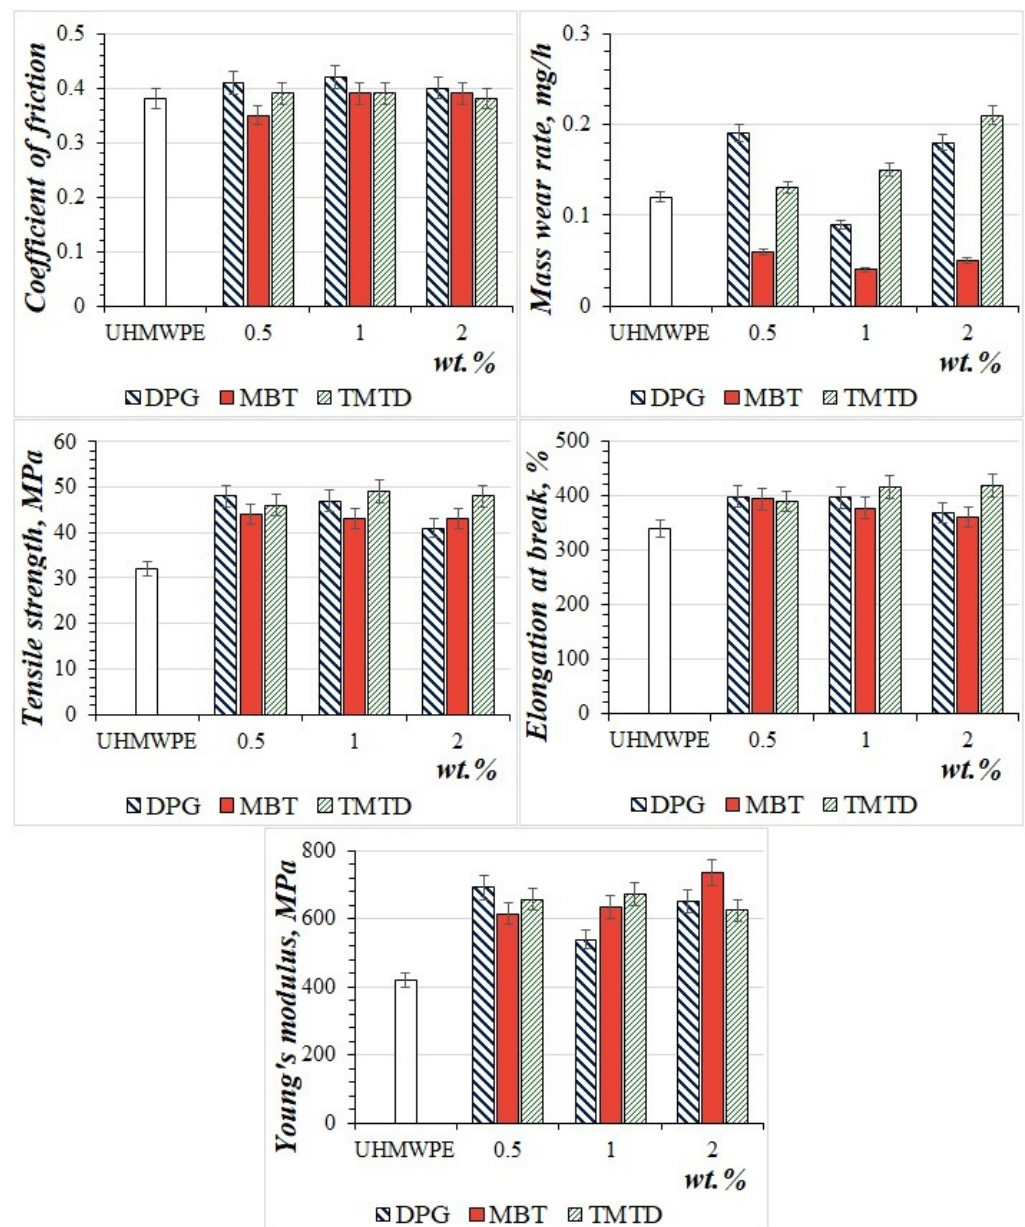 Coefficient of friction
0.5
0.4
0.3
0.2
0.1
0
UHMWPE 0.5 1 2
wt.%
DPG MBT TMTD
Mass wear rate, mg/h
0.3
0.2
0.1
0
UHMWPE 0.5 1 2
wt.%
DPG MBT TMTD
Tensile strength, MPa
60
50
40
30
20
10
0
UHMWPE 0.5 1 2
wt.%
DPG MBT TMTD
Elongation at break, %
500
400
300
200
100
0
UHMWPE 0.5 1 2
wt.%
DPG MBT TMTD
Young's modulus, MPa
800
600
400
200
0
UHMWPE 0.5 1 2
wt.%
DPG MBT TMTD